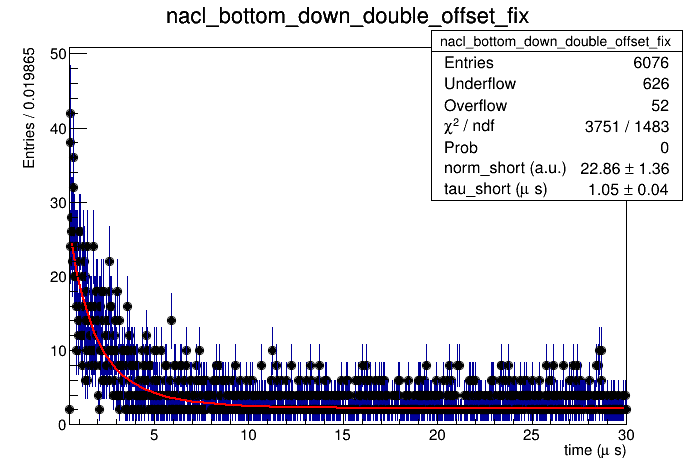 nacl_bottom_down_double_offset_fix
nacl_bottom_down_double_offset_fix
Entries 6076
Underflow 626
Overflow 52
χ² / ndf 3751 / 1483
Prob 0
norm_short (a.u.) 22.86 ± 1.36
tau_short (μ s) 1.05 ± 0.04
Entries / 0.019865
50
40
30
20
10
0
5 10 15 20 25 30
time (μ s)